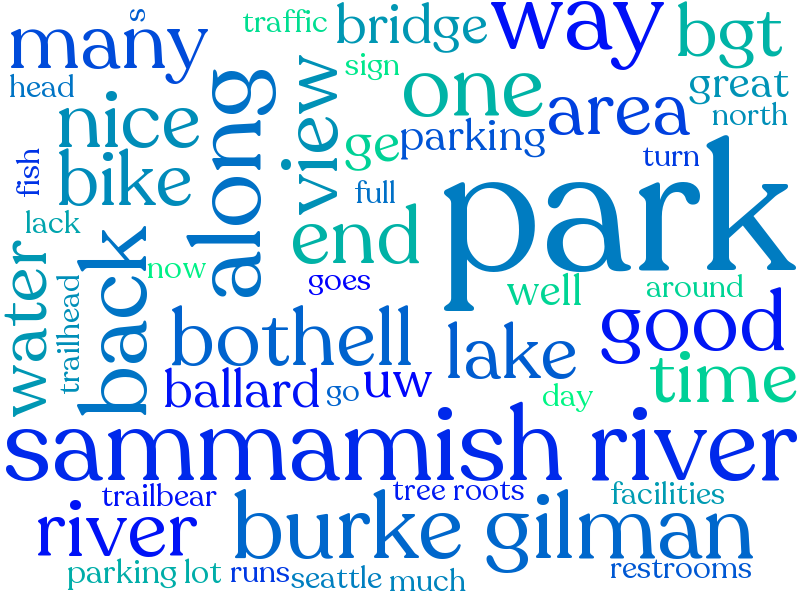 many
s
traffic
bridge
way
bgt
head
sign
great
nice
along
view
one
area
north
ge
parking
turn
fish
bike
full
park
lack
end
water
back
now
goes
well
around
trailhead
bothell
lake
good
ballard
go
uw
day
time
sammamish river
trailbear
tree roots
facilities
river
burke gilman
parking lot
runs
seattle
much
restrooms